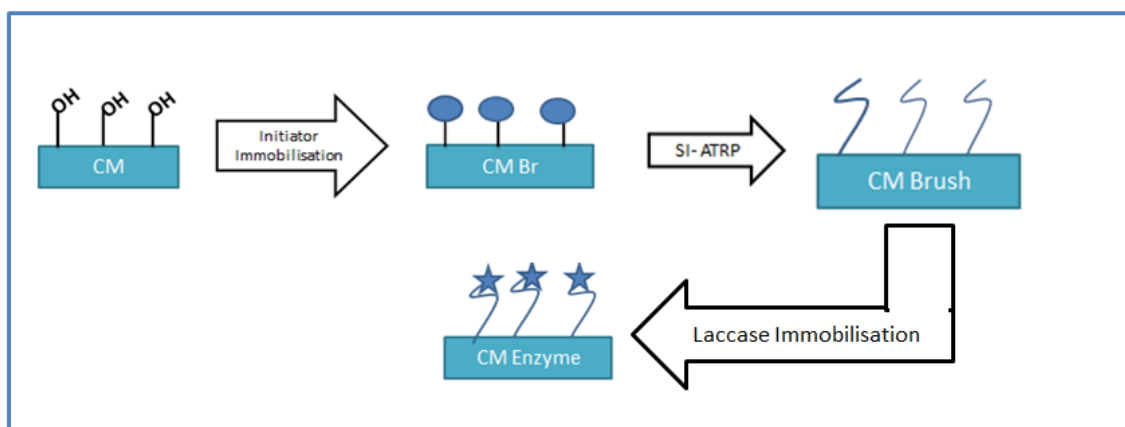 OH OH OH
CM
Initiator
Immobilisation
CM Br
SI- ATRP
CM Brush
Laccase Immobilisation
CM Enzyme